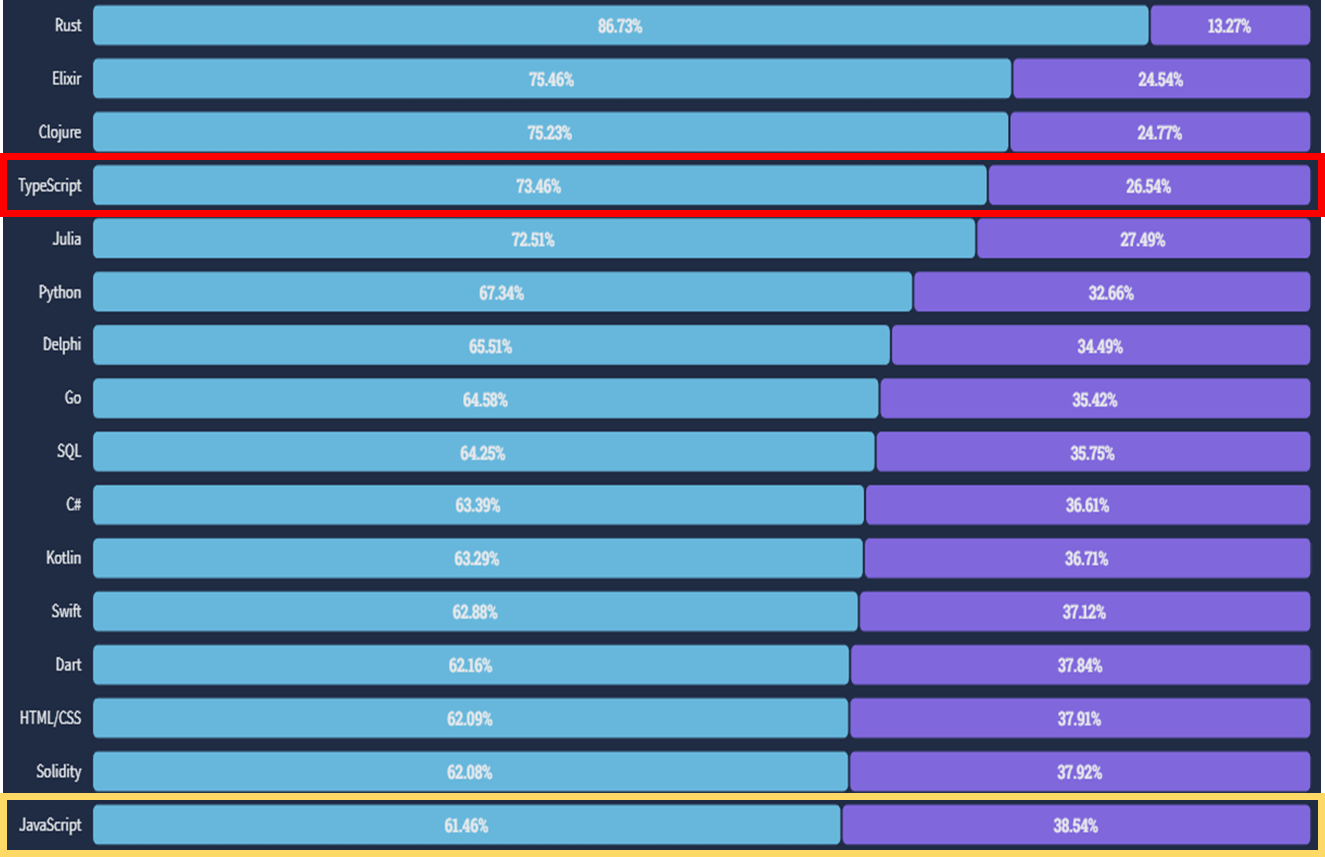 Rust 86.73% 13.27%
Elixir 75.46% 24.54%
Clojure 75.23% 24.77%
TypeScript 73.46% 26.54%
Julia 72.51% 27.49%
Python 67.34% 32.66%
Delphi 65.51% 34.49%
Go 64.58% 35.42%
SQL 64.25% 35.75%
C# 63.39% 36.61%
Kotlin 63.29% 36.71%
Swift 62.88% 37.12%
Dart 62.16% 37.84%
HTML/CSS 62.09% 37.91%
Solidity 62.08% 37.92%
JavaScript 61.46% 38.54%